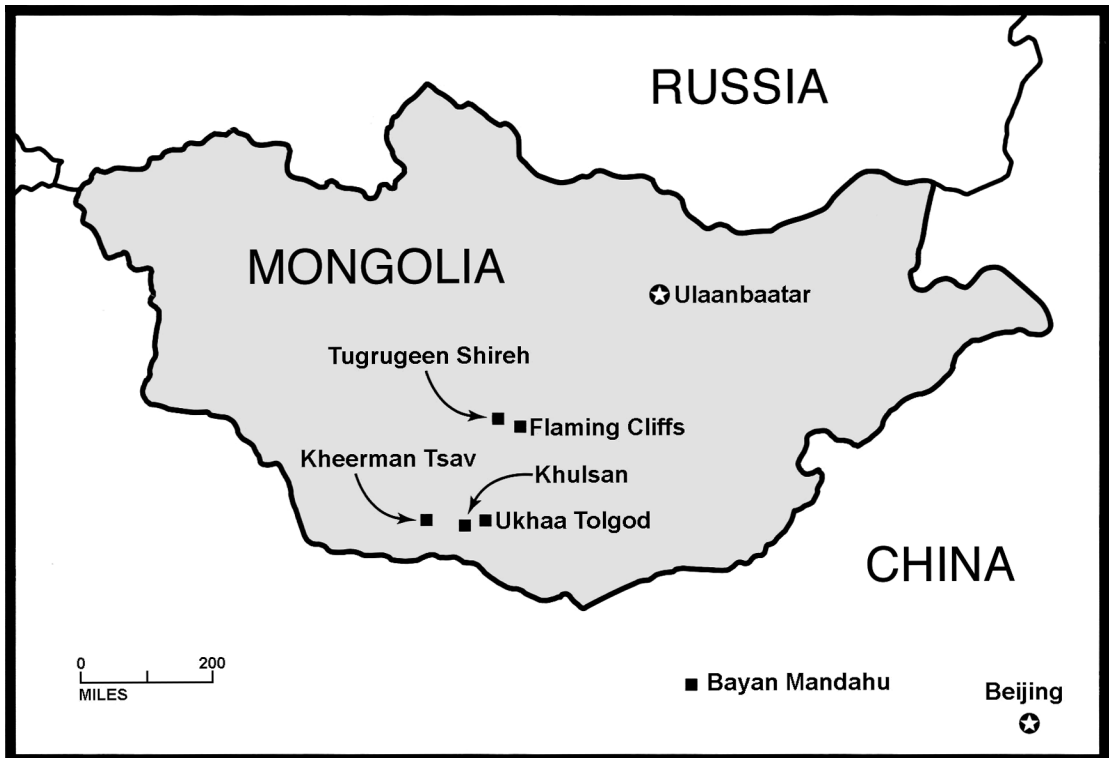 RUSSIA
MONGOLIA
Ulaanbaatar
Tugrugeen Shireh
Flaming Cliffs
Kheerman Tsav
Khulsan
Ukhaa Tolgod
CHINA
0 200
MILES
Bayan Mandahu
Beijing